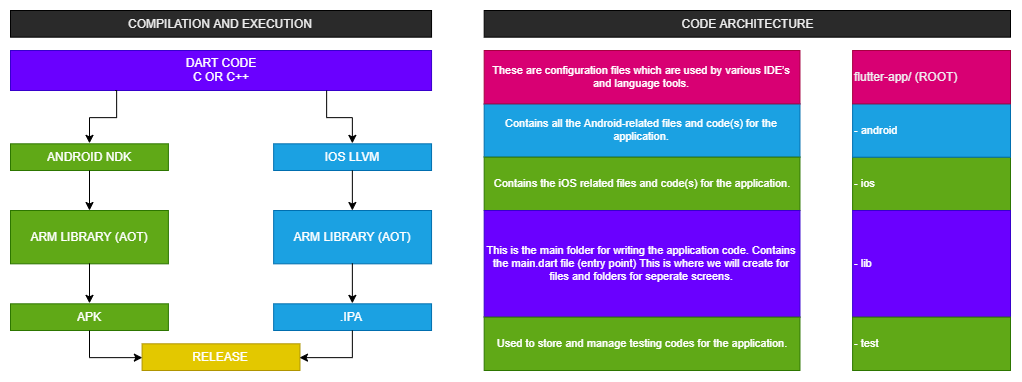 COMPILATION AND EXECUTION
DART CODE
C OR C++
ANDROID NDK
IOS LLVM
ARM LIBRARY (AOT)
ARM LIBRARY (AOT)
APK
.IPA
RELEASE
CODE ARCHITECTURE
These are configuration files which are used by various IDE's
and language tools.
flutter-app/ (ROOT)
Contains all the Android-related files and code(s) for the
application.
- android
Contains the iOS related files and code(s) for the application.
- ios
This is the main folder for writing the application code. Contains
the main.dart file (entry point) This is where we will create for
files and folders for seperate screens.
- lib
Used to store and manage testing codes for the application.
- test